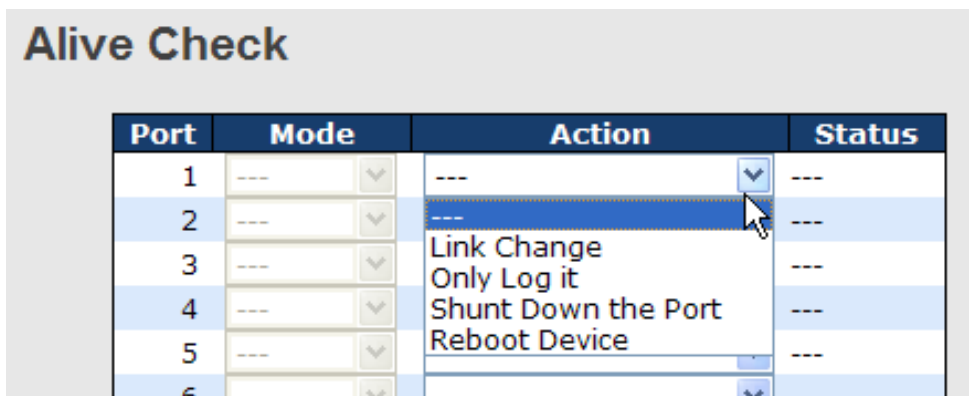 Alive Check
Port Mode Action Status
1 --- --- ---
2 --- --- ---
Link Change
3 --- Only Log it ---
4 --- Shunt Down the Port ---
5 --- Reboot Device ---
6